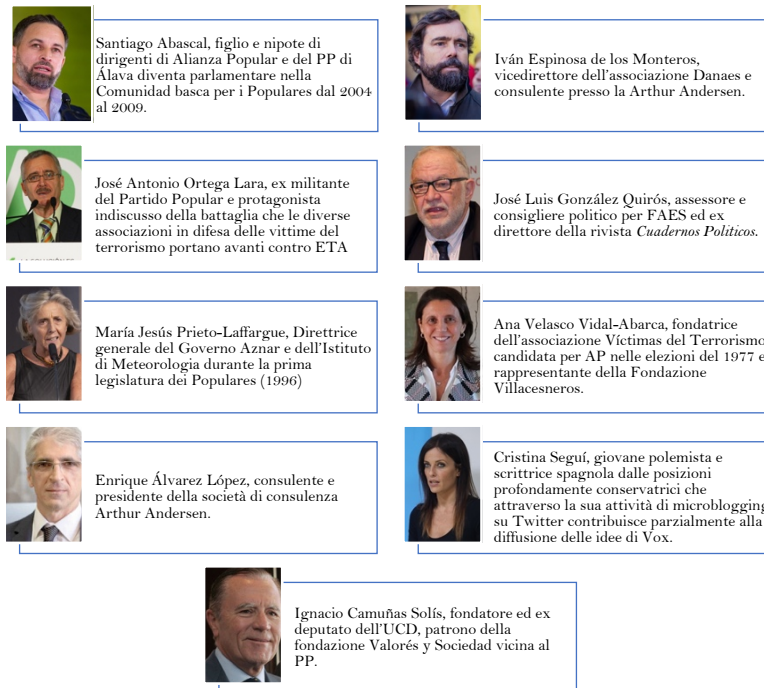 Santiago Abascal, figlio e nipote di
dirigenti di Alianza Popular e del PP di
Álava diventa parlamentare nella
Comunidad basca per i Populares dal 2004
al 2009.
Iván Espinosa de los Monteros,
vicedirettore dell'associazione Danaes e
consulente presso la Arthur Andersen.
José Antonio Ortega Lara, ex militante
del Partido Popular e protagonista
indiscusso della battaglia che le diverse
associazioni in difesa delle vittime del
terrorismo portano avanti contro ETA
José Luis González Quirós, assessore e
consigliere politico per FAES ed ex
direttore della rivista Cuadernos Políticos.
María Jesús Prieto-Laffargue, Direttrice
generale del Governo Aznar e dell'Istituto
di Meteorologia durante la prima
legislatura dei Populares (1996)
Ana Velasco Vidal-Abarca, fondatrice
dell'associazione Víctimas del Terrorismo
candidata per AP nelle elezioni del 1977 e
rappresentante della Fondazione
Villacesneros.
Enrique Álvarez López, consulente e
presidente della società di consulenza
Arthur Andersen.
Cristina Seguí, giovane polemista e
scrittrice spagnola dalle posizioni
profondamente conservatrici che
attraverso la sua attività di microblogging
su Twitter contribuisce parzialmente alla
diffusione delle idee di Vox.
Ignacio Camuñas Solís, fondatore ed ex
deputato dell'UCD, patrono della
fondazione Valorés y Sociedad vicina al
PP.